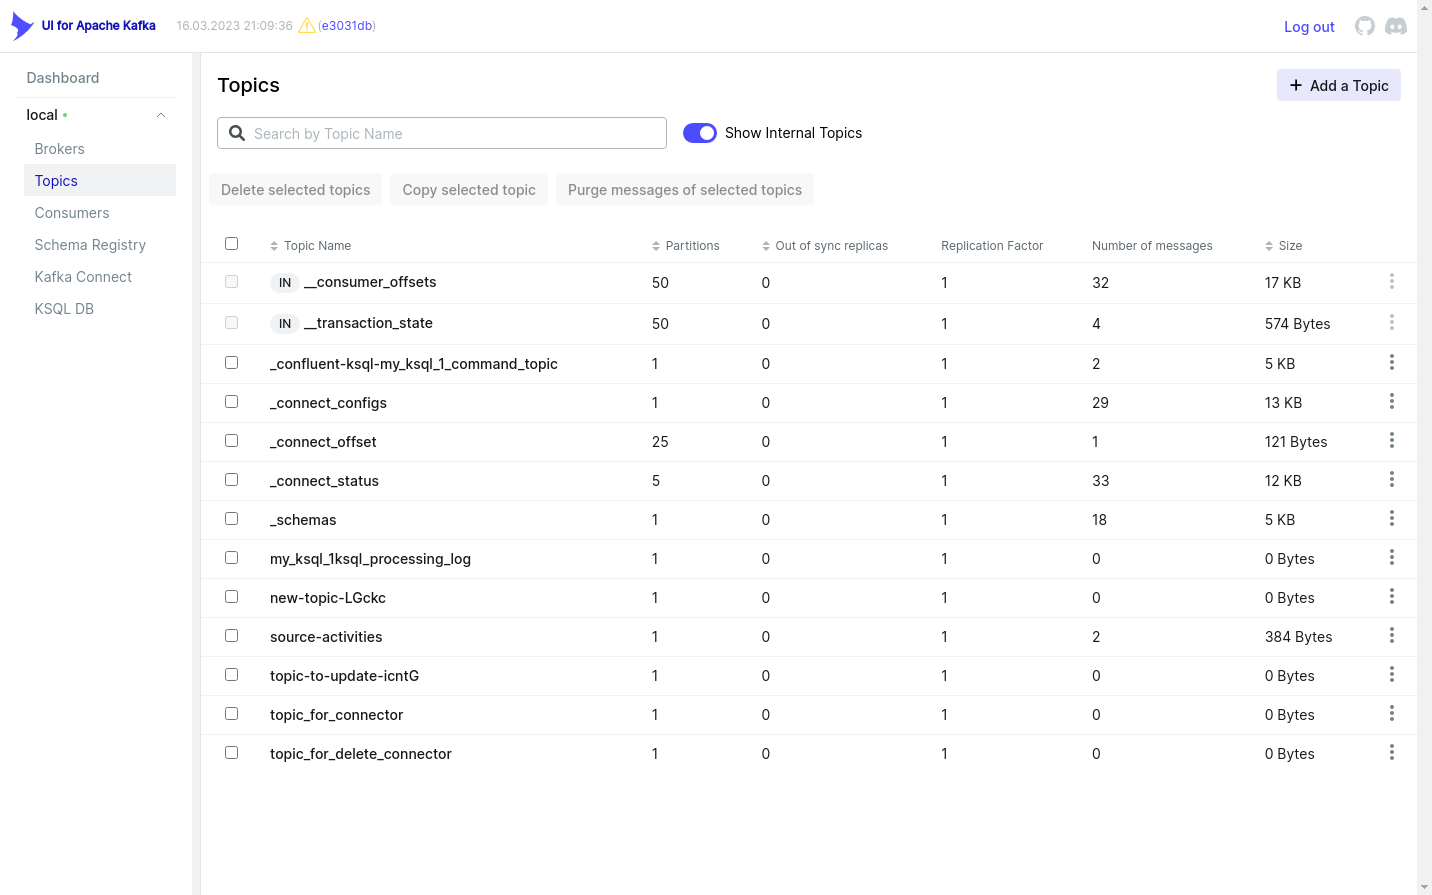 UI for Apache Kafka 16.03.2023 21:09:36 (e3031db) Log out
Dashboard
local
Brokers
Topics
Consumers
Schema Registry
Kafka Connect
KSQL DB
Topics
Add a Topic
Search by Topic Name
Show Internal Topics
Delete selected topics Copy selected topic Purge messages of selected topics
Topic Name Partitions Out of sync replicas Replication Factor Number of messages Size
IN __consumer_offsets 50 0 1 32 17 KB
IN __transaction_state 50 0 1 4 574 Bytes
_confluent-ksql-my_ksql_1_command_topic 1 0 1 2 5 KB
_connect_configs 1 0 1 29 13 KB
_connect_offset 25 0 1 1 121 Bytes
_connect_status 5 0 1 33 12 KB
_schemas 1 0 1 18 5 KB
my_ksql_1ksql_processing_log 1 0 1 0 0 Bytes
new-topic-LGckc 1 0 1 0 0 Bytes
source-activities 1 0 1 2 384 Bytes
topic-to-update-icntG 1 0 1 0 0 Bytes
topic_for_connector 1 0 1 0 0 Bytes
topic_for_delete_connector 1 0 1 0 0 Bytes